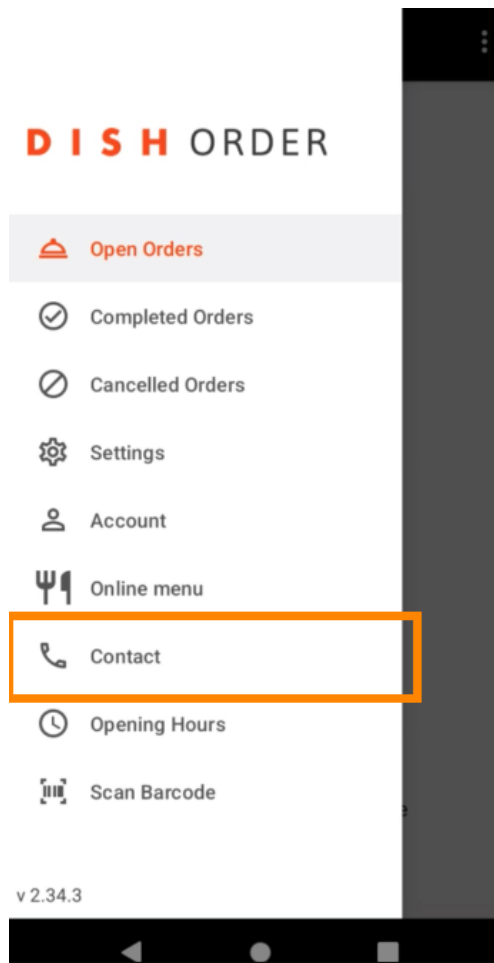 DISH ORDER
Open Orders
Completed Orders
Cancelled Orders
Settings
Account
Online menu
Contact
Opening Hours
Scan Barcode
e
v 2.34.3